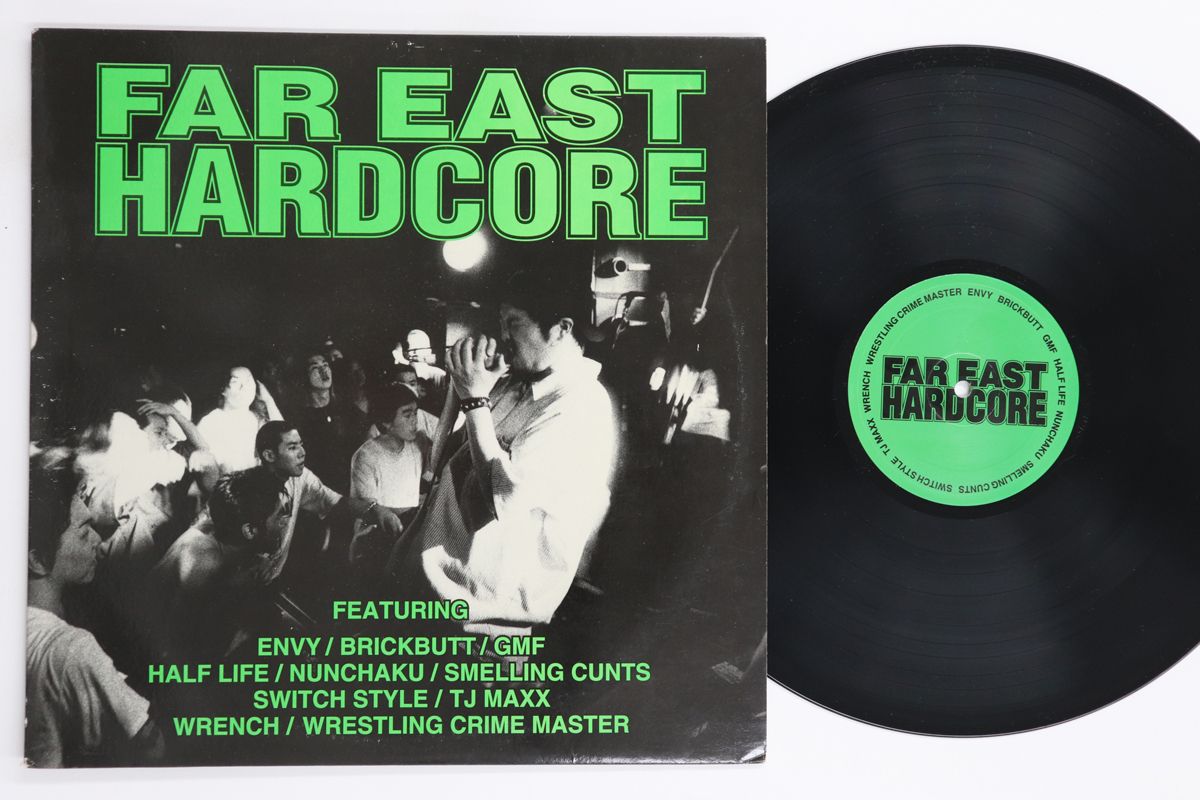 FAR EAST
HARDCORE
FEATURING
ENVY / BRICKBUTT / GMF
HALF LIFE / NUNCHAKU / SMELLING CUNTS
SWITCH STYLE / TJ MAXX
WRENCH / WRESTLING CRIME MASTER
ENVY BRICKBUTT GMF HALF LIFE NUNCHAKU SMELLING CUNTS SWITCH STYLE TJ MAXX WRENCH WRESTLING CRIME MASTER
FAR EAST
HARDCORE